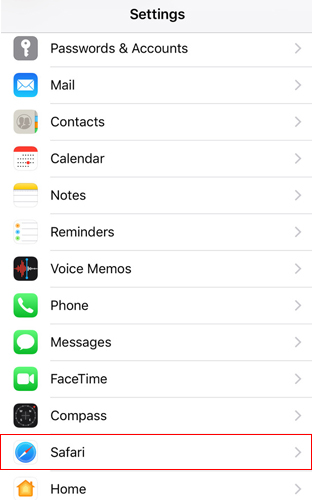 Settings
Passwords & Accounts
Mail
Contacts
Calendar
Notes
Reminders
Voice Memos
Phone
Messages
FaceTime
Compass
Safari
Home